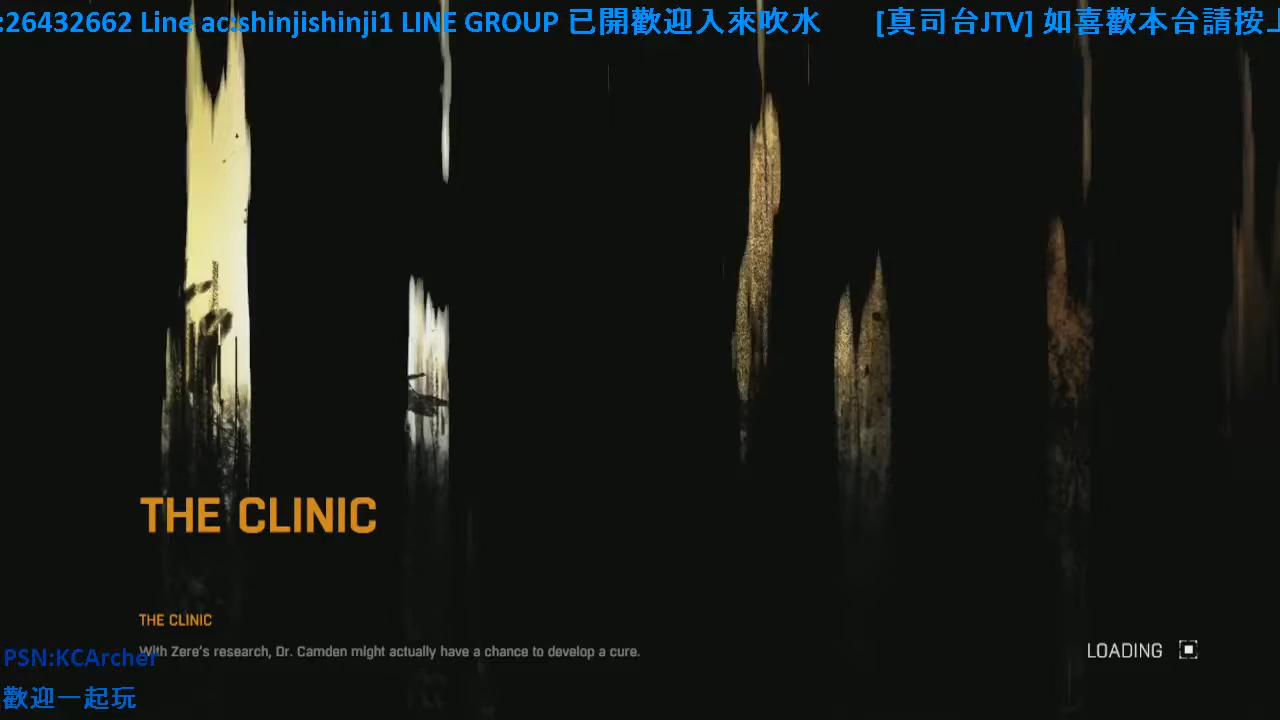 :26432662 Line ac:shinjishinji1 LINE GROUP 已開歡迎入來吹水 [真司台JTV] 如喜歡本台請按上
THE CLINIC
THE CLINIC
With Zere's research, Dr. Camden might actually have a chance to develop a cure.
LOADING
PSN:KCArcher
歡迎一起玩